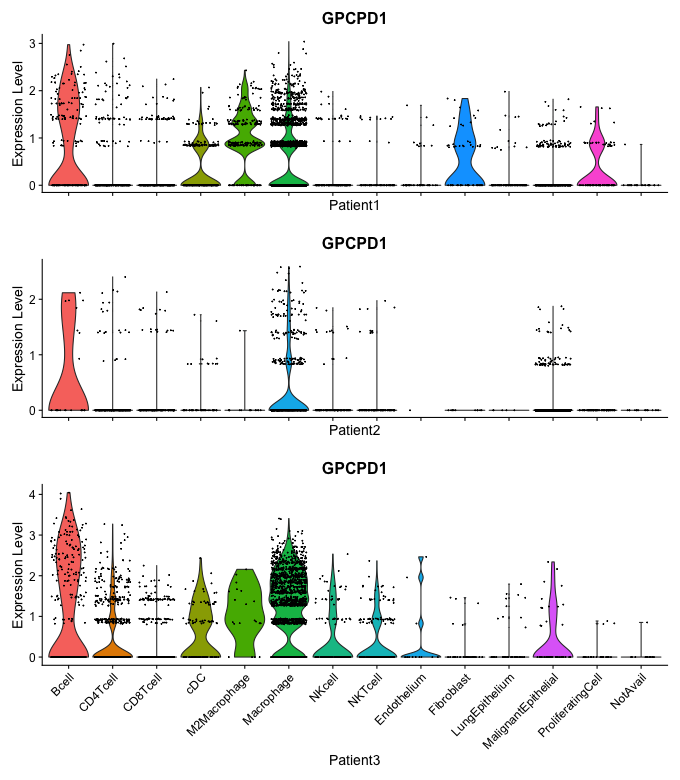 GPCPD1
Expression Level
3
2
1
0
Patient1
GPCPD1
Expression Level
2
1
0
Patient2
GPCPD1
Expression Level
4
3
2
1
0
Bcell
CD4Tcell
CD8Tcell
cDC
M2Macrophage
Macrophage
NKcell
NKTcell
Endothelium
Fibroblast
LungEpithelium
MalignantEpithelial
ProliferatingCell
NotAvail
Patient3